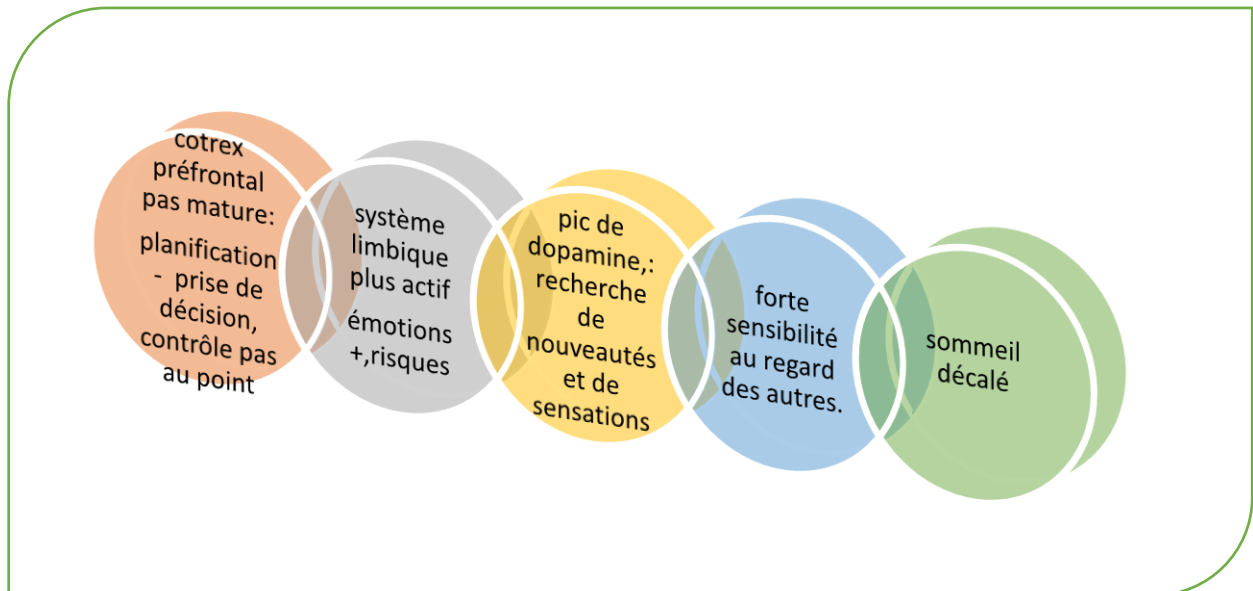 cotrex
préfrontal
pas mature:
planification
- prise de
décision,
contrôle pas
au point
système
limbique
plus actif
émotions
+,risques
pic de
dopamine,:
recherche
de
nouveautés
et de
sensations
forte
sensibilité
au regard
des autres.
sommeil
décalé